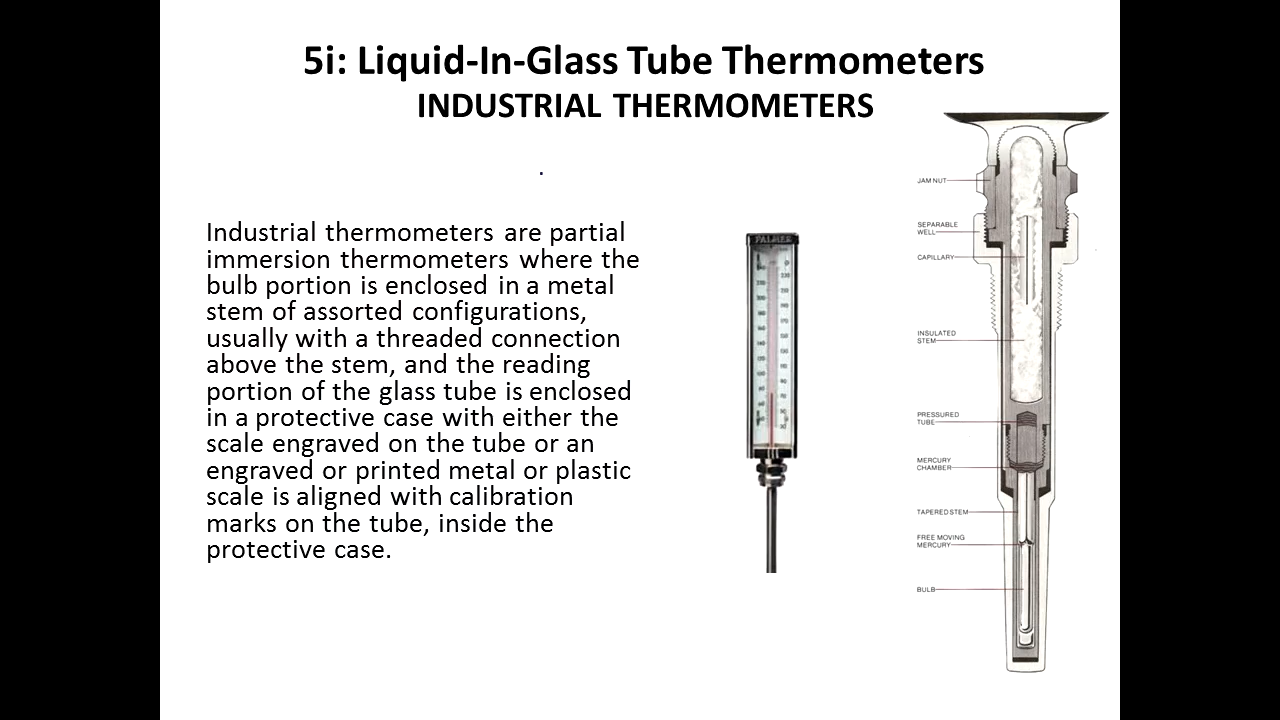 5i: Liquid-In-Glass Tube Thermometers
INDUSTRIAL THERMOMETERS
.
Industrial thermometers are partial
immersion thermometers where the
bulb portion is enclosed in a metal
stem of assorted configurations,
usually with a threaded connection
above the stem, and the reading
portion of the glass tube is enclosed
in a protective case with either the
scale engraved on the tube or an
engraved or printed metal or plastic
scale is aligned with calibration
marks on the tube, inside the
protective case.
PALMER
JAM NUT
SEPARABLE
WELL
CAPILLARY
INSULATED
STEM
PRESSURED
TUBE
MERCURY
CHAMBER
TAPERED STEM
FREE MOVING
MERCURY
BULB